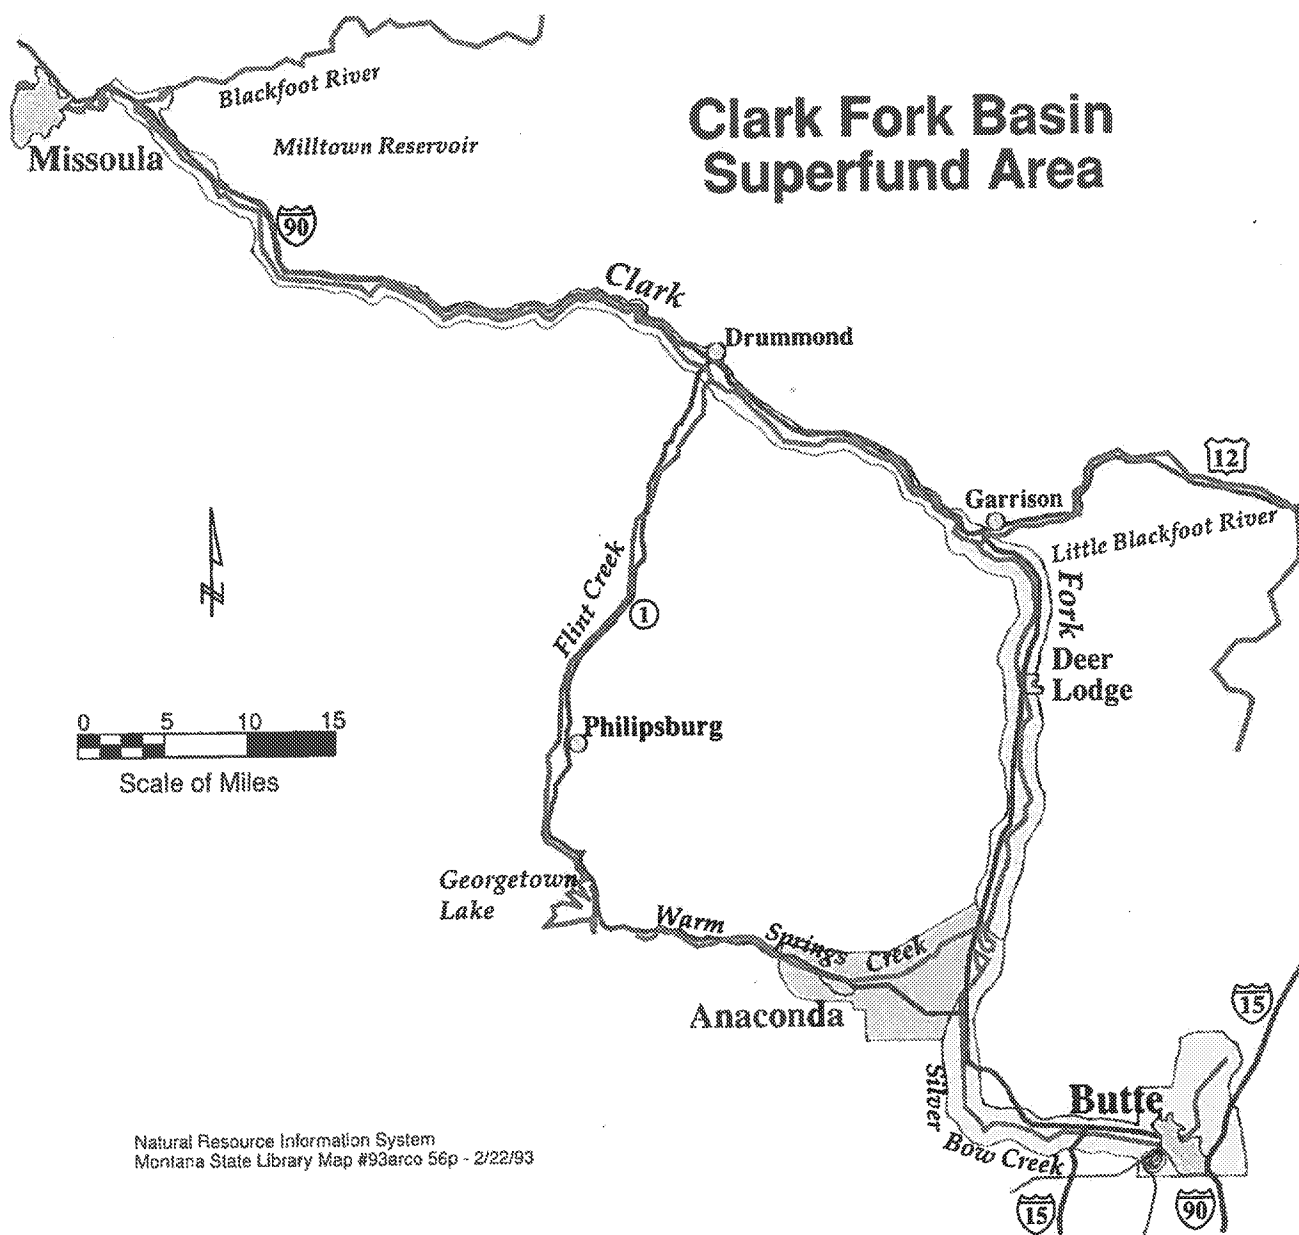 Blackfoot River
Clark Fork Basin
Superfund Area
Milltown Reservoir
Missoula
90
Clark
Drummond
12
Garrison
Little Blackfoot River
Flint Creek
Fork
1
Deer
Lodge
0 5 10 15
Scale of Miles
Philipsburg
Georgetown
Lake
Warm Springs Creek
Anaconda
15
Silver
Butte
Bow Creek
Natural Resource Information System
Montana State Library Map #93arco 56p - 2/22/93
15
90